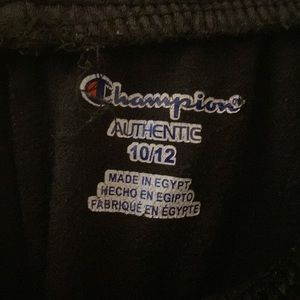 Champion
AUTHENTIC
10/12
MADE IN EGYPT
HECHO EN EGIPTO
FABRIQUÉ EN ÉGYPTE